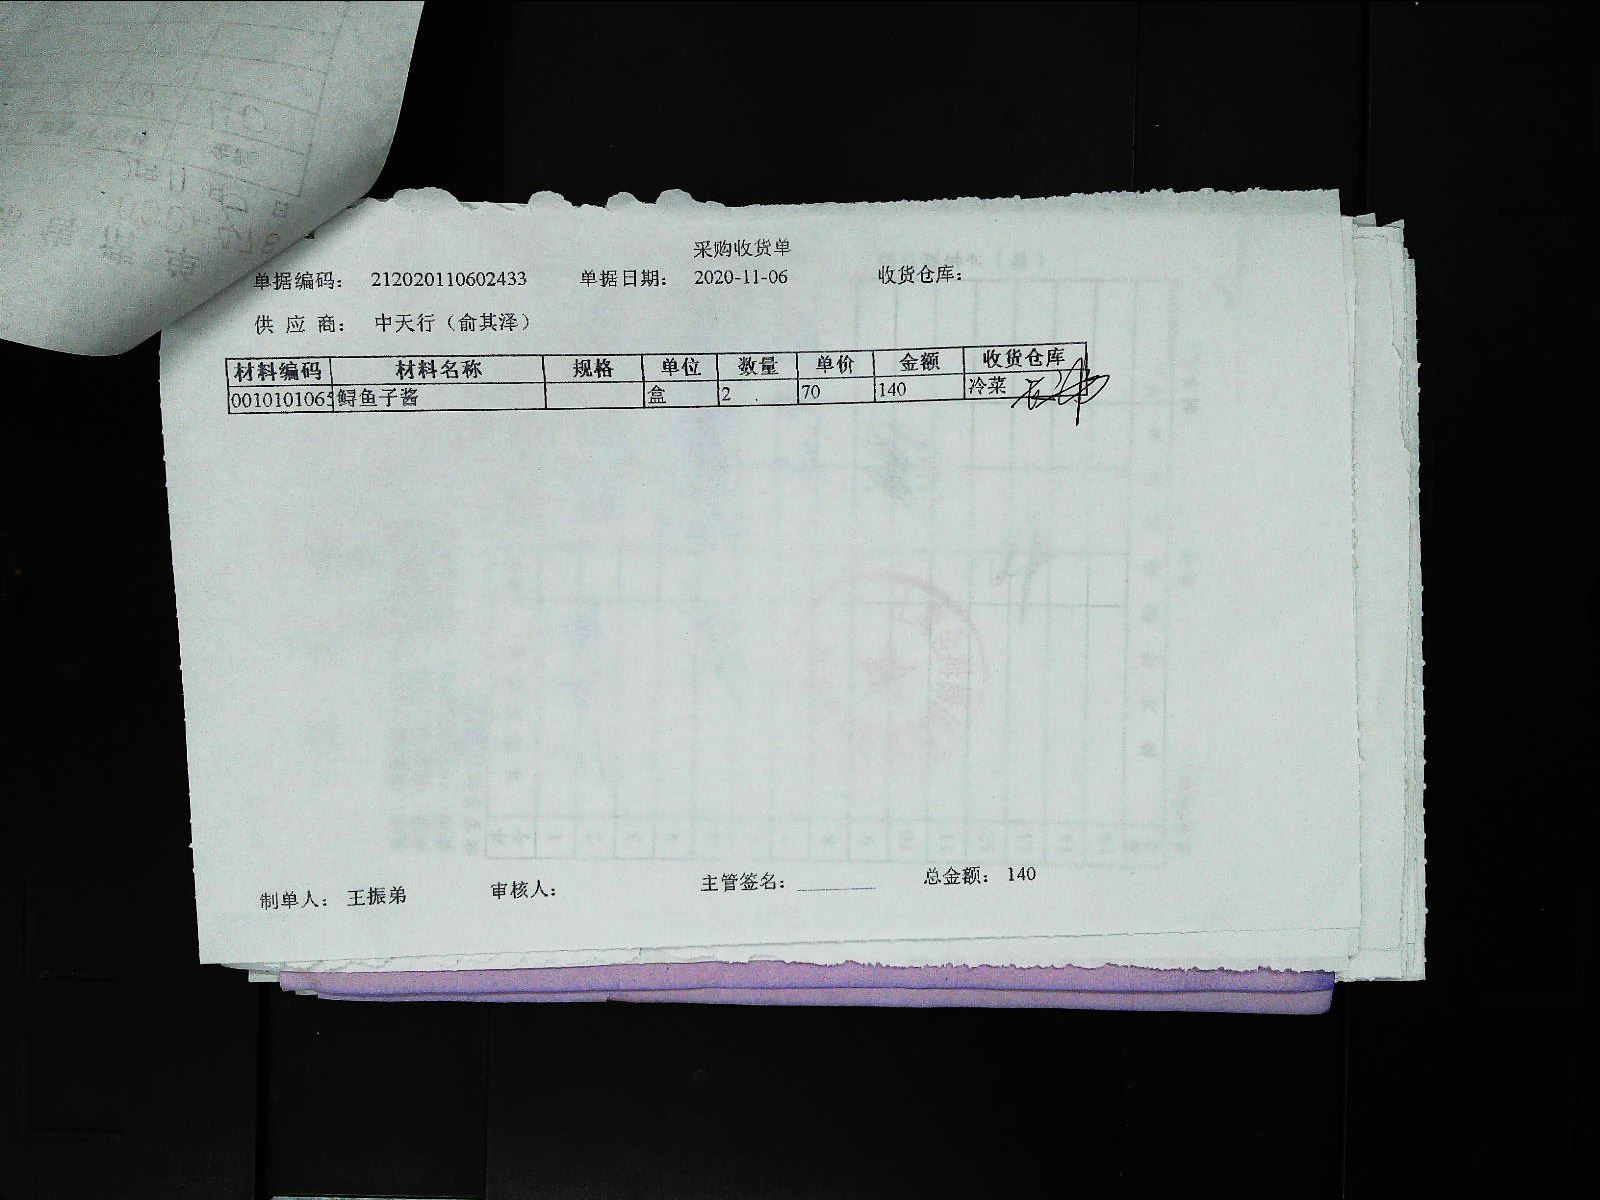 采购收货单
单据编码： 212020110602433 单据日期： 2020-11-06 收货仓库：
供 应 商： 中天行（俞其泽）
材料编码 材料名称 规格 单位 数量 单价 金额 收货仓库
0010101065 鲟鱼子酱 盒 2 70 140 冷菜
制单人： 王振弟 审核人： 主管签名： 总金额： 140